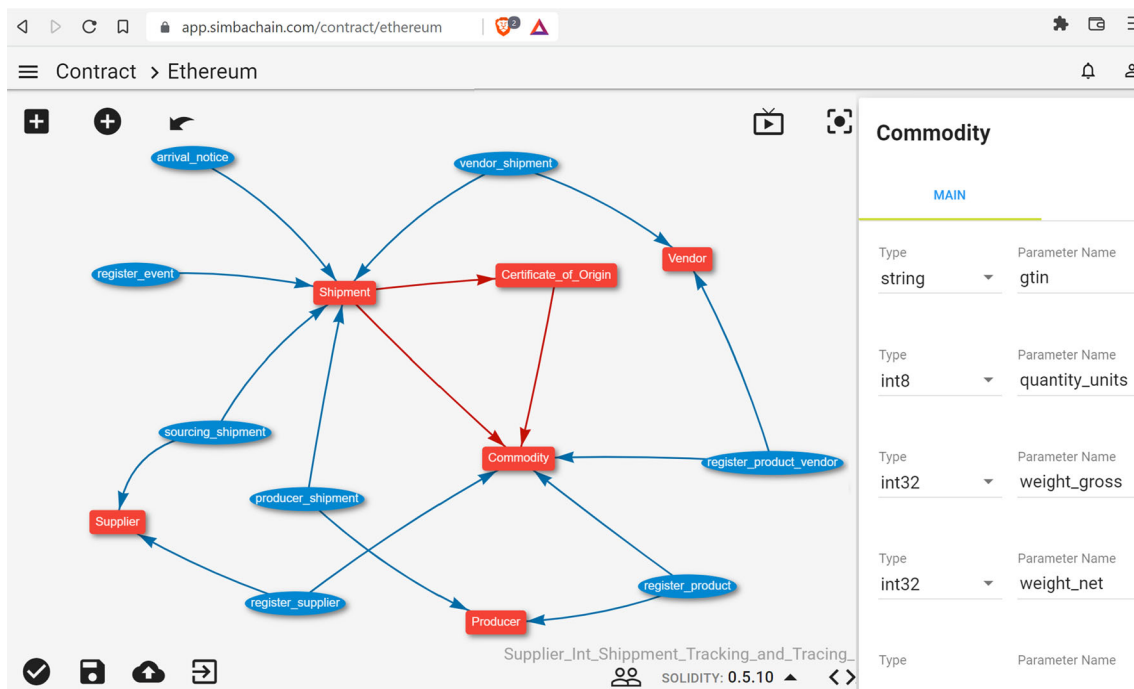 app.simbachain.com/contract/ethereum
2
Contract > Ethereum
arrival_notice
vendor_shipment
Commodity
MAIN
register_event
Certificate_of_Origin
Vendor
Shipment
Type Parameter Name
string gtin
Type Parameter Name
int8 quantity_units
sourcing_shipment
Commodity
register_product_vendor
Type Parameter Name
int32 weight_gross
producer_shipment
Supplier
register_supplier
register_product
Producer
Type Parameter Name
int32 weight_net
Supplier_Int_Shippment_Tracking_and_Tracing_
SOLIDITY: 0.5.10
Type Parameter Name